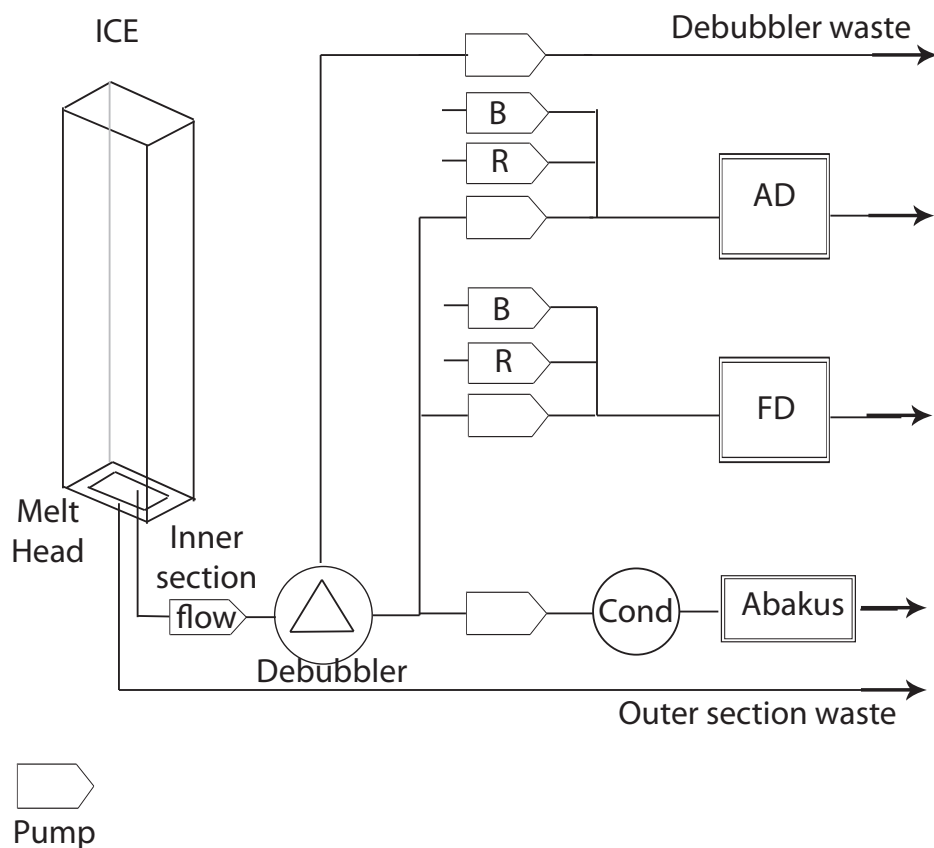 ICE
Debubbler waste
B
R
AD
B
R
FD
Melt
Head
Inner
section
flow
Debubbler
Cond
Abakus
Outer section waste
Pump